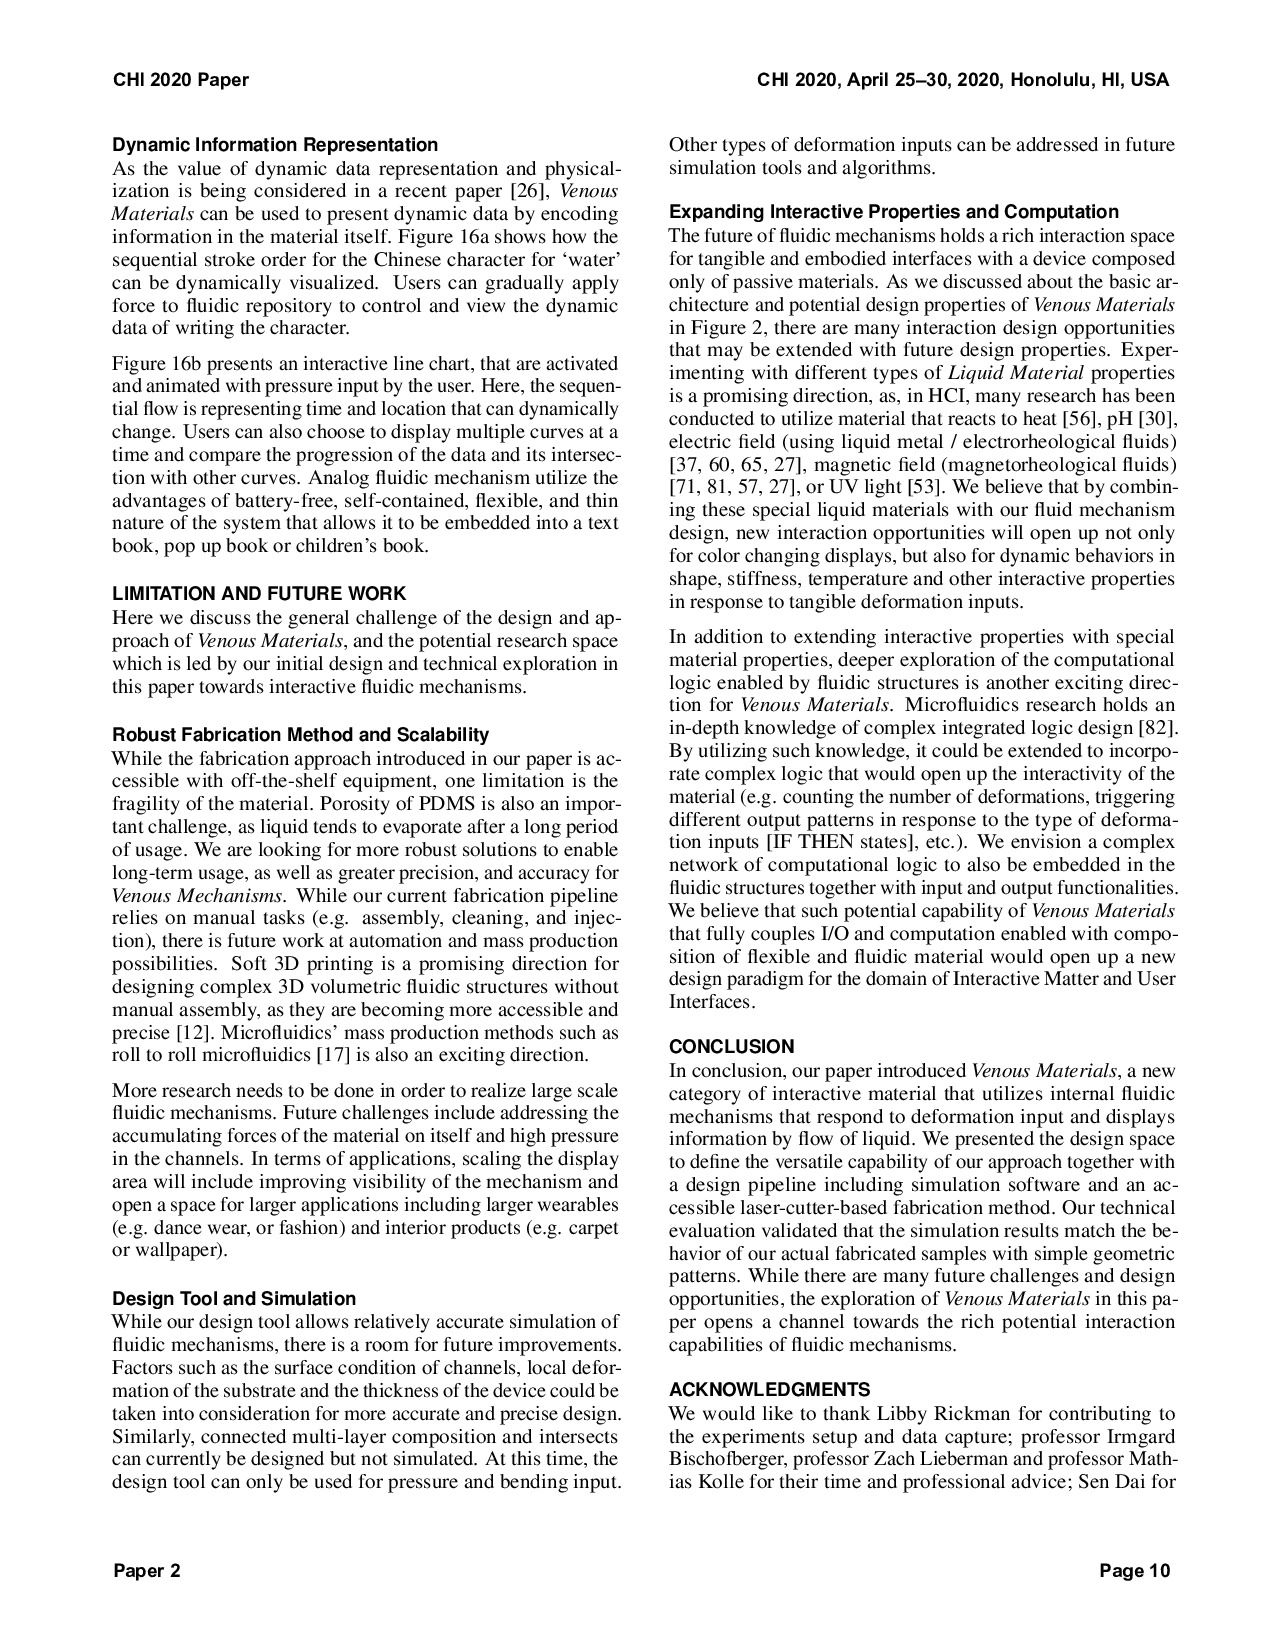 CHI 2020 Paper
CHI 2020, April 25–30, 2020, Honolulu, HI, USA
Dynamic Information Representation
As the value of dynamic data representation and physical-
ization is being considered in a recent paper [26], Venous
Materials can be used to present dynamic data by encoding
information in the material itself. Figure 16a shows how the
sequential stroke order for the Chinese character for ‘water’
can be dynamically visualized. Users can gradually apply
force to fluidic repository to control and view the dynamic
data of writing the character.
Figure 16b presents an interactive line chart, that are activated
and animated with pressure input by the user. Here, the sequen-
tial flow is representing time and location that can dynamically
change. Users can also choose to display multiple curves at a
time and compare the progression of the data and its intersec-
tion with other curves. Analog fluidic mechanism utilize the
advantages of battery-free, self-contained, flexible, and thin
nature of the system that allows it to be embedded into a text
book, pop up book or children’s book.
LIMITATION AND FUTURE WORK
Here we discuss the general challenge of the design and ap-
proach of Venous Materials, and the potential research space
which is led by our initial design and technical exploration in
this paper towards interactive fluidic mechanisms.
Robust Fabrication Method and Scalability
While the fabrication approach introduced in our paper is ac-
cessible with off-the-shelf equipment, one limitation is the
fragility of the material. Porosity of PDMS is also an impor-
tant challenge, as liquid tends to evaporate after a long period
of usage. We are looking for more robust solutions to enable
long-term usage, as well as greater precision, and accuracy for
Venous Mechanisms. While our current fabrication pipeline
relies on manual tasks (e.g. assembly, cleaning, and injec-
tion), there is future work at automation and mass production
possibilities. Soft 3D printing is a promising direction for
designing complex 3D volumetric fluidic structures without
manual assembly, as they are becoming more accessible and
precise [12]. Microfluidics’ mass production methods such as
roll to roll microfluidics [17] is also an exciting direction.
More research needs to be done in order to realize large scale
fluidic mechanisms. Future challenges include addressing the
accumulating forces of the material on itself and high pressure
in the channels. In terms of applications, scaling the display
area will include improving visibility of the mechanism and
open a space for larger applications including larger wearables
(e.g. dance wear, or fashion) and interior products (e.g. carpet
or wallpaper).
Design Tool and Simulation
While our design tool allows relatively accurate simulation of
fluidic mechanisms, there is a room for future improvements.
Factors such as the surface condition of channels, local defor-
mation of the substrate and the thickness of the device could be
taken into consideration for more accurate and precise design.
Similarly, connected multi-layer composition and intersects
can currently be designed but not simulated. At this time, the
design tool can only be used for pressure and bending input.
Other types of deformation inputs can be addressed in future
simulation tools and algorithms.
Expanding Interactive Properties and Computation
The future of fluidic mechanisms holds a rich interaction space
for tangible and embodied interfaces with a device composed
only of passive materials. As we discussed about the basic ar-
chitecture and potential design properties of Venous Materials
in Figure 2, there are many interaction design opportunities
that may be extended with future design properties. Exper-
imenting with different types of Liquid Material properties
is a promising direction, as, in HCI, many research has been
conducted to utilize material that reacts to heat [56], pH [30],
electric field (using liquid metal / electrorheological fluids)
[37, 60, 65, 27], magnetic field (magnetorheological fluids)
[71, 81, 57, 27], or UV light [53]. We believe that by combin-
ing these special liquid materials with our fluid mechanism
design, new interaction opportunities will open up not only
for color changing displays, but also for dynamic behaviors in
shape, stiffness, temperature and other interactive properties
in response to tangible deformation inputs.
In addition to extending interactive properties with special
material properties, deeper exploration of the computational
logic enabled by fluidic structures is another exciting direc-
tion for Venous Materials. Microfluidics research holds an
in-depth knowledge of complex integrated logic design [82].
By utilizing such knowledge, it could be extended to incorpo-
rate complex logic that would open up the interactivity of the
material (e.g. counting the number of deformations, triggering
different output patterns in response to the type of deforma-
tion inputs [IF THEN states], etc.). We envision a complex
network of computational logic to also be embedded in the
fluidic structures together with input and output functionalities.
We believe that such potential capability of Venous Materials
that fully couples I/O and computation enabled with compo-
sition of flexible and fluidic material would open up a new
design paradigm for the domain of Interactive Matter and User
Interfaces.
CONCLUSION
In conclusion, our paper introduced Venous Materials, a new
category of interactive material that utilizes internal fluidic
mechanisms that respond to deformation input and displays
information by flow of liquid. We presented the design space
to define the versatile capability of our approach together with
a design pipeline including simulation software and an ac-
cessible laser-cutter-based fabrication method. Our technical
evaluation validated that the simulation results match the be-
havior of our actual fabricated samples with simple geometric
patterns. While there are many future challenges and design
opportunities, the exploration of Venous Materials in this pa-
per opens a channel towards the rich potential interaction
capabilities of fluidic mechanisms.
ACKNOWLEDGMENTS
We would like to thank Libby Rickman for contributing to
the experiments setup and data capture; professor Irmgard
Bischofberger, professor Zach Lieberman and professor Math-
ias Kolle for their time and professional advice; Sen Dai for
Paper 2
Page 10